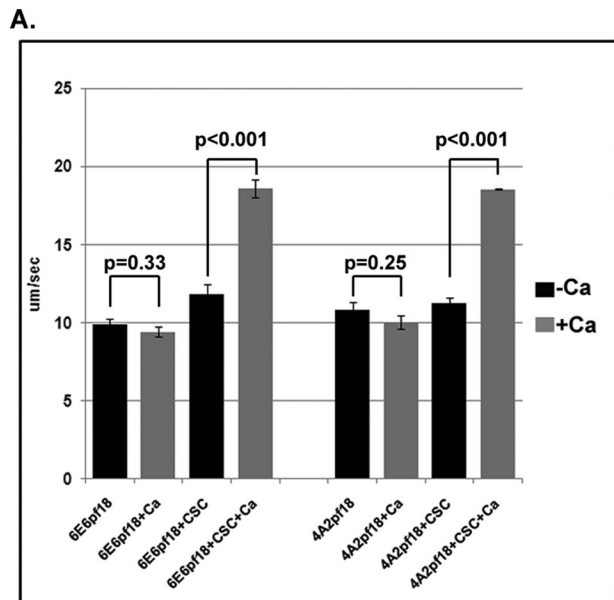 A.
25
p<0.001
p<0.001
20
15
p=0.33
p=0.25
um/sec
-Ca
+Ca
10
5
0
6E6pf18
6E6pf18+Ca
6E6pf18+CSC
6E6pf18+CSC+Ca
4A2pf18
4A2pf18+Ca
4A2pf18+CSC
4A2pf18+CSC+Ca